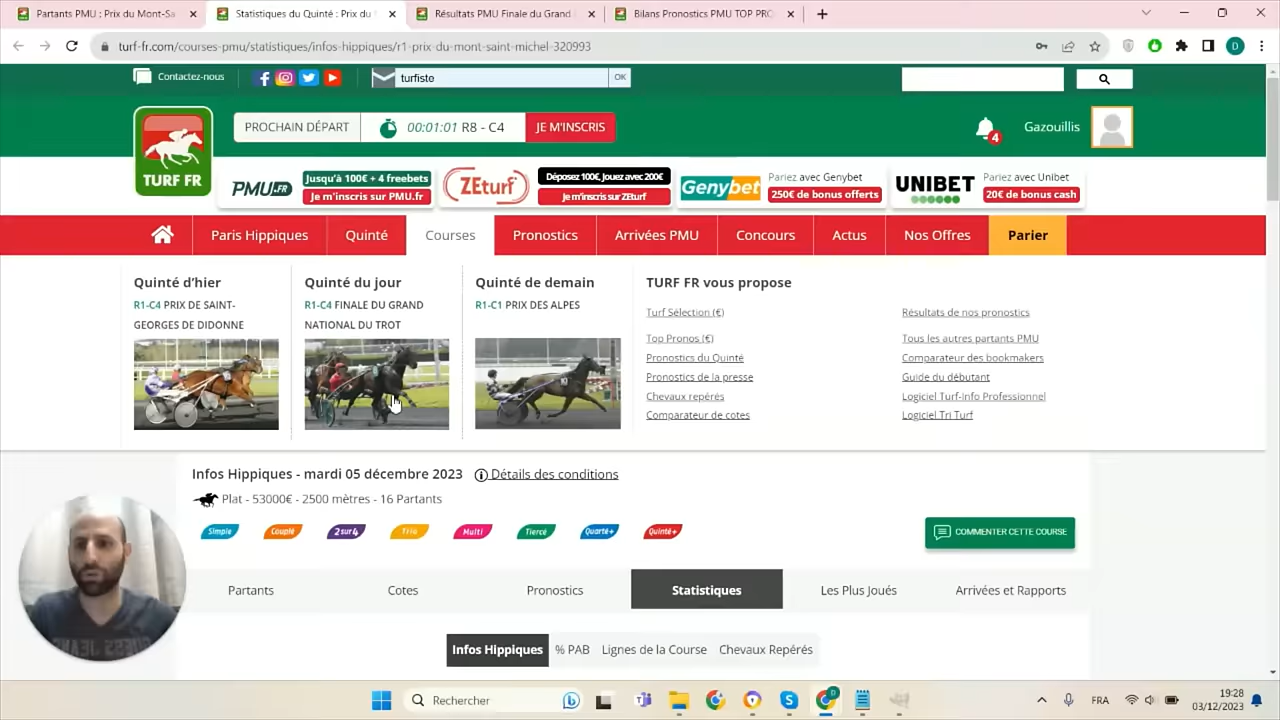 Partants PMU : Prix du Mont-Sa
Statistiques du Quinté : Prix du
Résultats PMU Finale du Grand
Bilans Pronostics PMU TOP PRO
turf-fr.com/courses-pmu/statistiques/infos-hippiques/r1-prix-du-mont-saint-michel-320993
D
Contactez-nous
turfiste
OK
TURF FR
PROCHAIN DÉPART
00:01:01 R8 - C4
JE M'INSCRIS
4
Gazouillis
PMU.FR
Jusqu'à 100€ + 4 freebets
Je m'inscris sur PMU.fr
ZEturf
Déposez 100€, Jouez avec 200€
Je m'inscris sur ZEturf
Genybet
Pariez avec Genybet
250€ de bonus offerts
UNIBET
Pariez avec Unibet
20€ de bonus cash
Paris Hippiques
Quinté
Courses
Pronostics
Arrivées PMU
Concours
Actus
Nos Offres
Parier
Quinté d'hier
R1-C4 PRIX DE SAINT-
GEORGES DE DIDONNE
Quinté du jour
R1-C4 FINALE DU GRAND
NATIONAL DU TROT
Quinté de demain
R1-C1 PRIX DES ALPES
TURF FR vous propose
Turf Sélection (€)
Top Pronos (€)
Pronostics du Quinté
Pronostics de la presse
Chevaux repérés
Comparateur de cotes
Résultats de nos pronostics
Tous les autres partants PMU
Comparateur des bookmakers
Guide du débutant
Logiciel Turf-Info Professionnel
Logiciel Tri Turf
Infos Hippiques - mardi 05 décembre 2023
Détails des conditions
Plat - 53000€ - 2500 mètres - 16 Partants
Simple
Couplé
2sur4
Trio
Multi
Tiercé
Quarté+
Quinté+
COMMENTER CETTE COURSE
Partants
Cotes
Pronostics
Statistiques
Les Plus Joués
Arrivées et Rapports
Infos Hippiques
% PAB
Lignes de la Course
Chevaux Repérés
Rechercher
FRA
19:28
03/12/2023